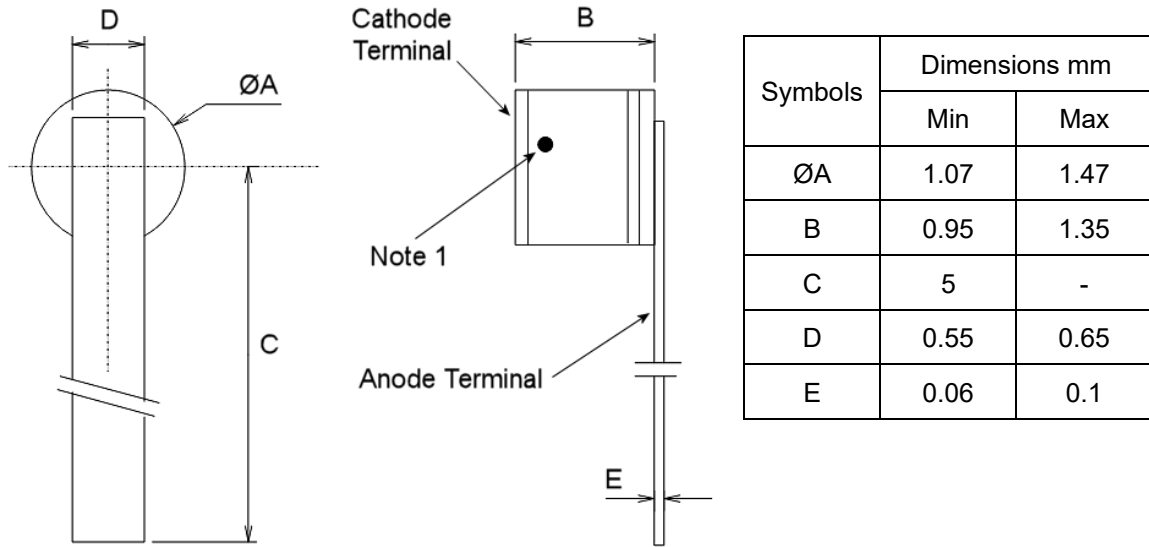 D
ØA
C
Cathode
Terminal
B
Note 1
Anode Terminal
E
Symbols
Dimensions mm
Min
Max
ØA 1.07 1.47
B 0.95 1.35
C 5 -
D 0.55 0.65
E 0.06 0.1